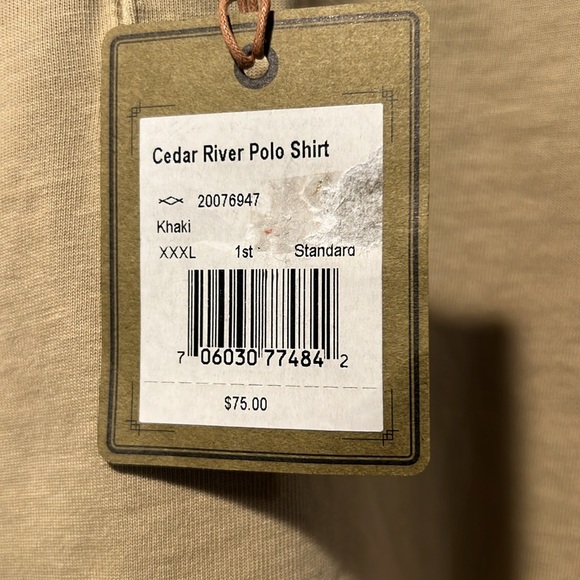 Cedar River Polo Shirt
20076947
Khaki
XXXL 1st Standard
7 06030 77484 2
$75.00